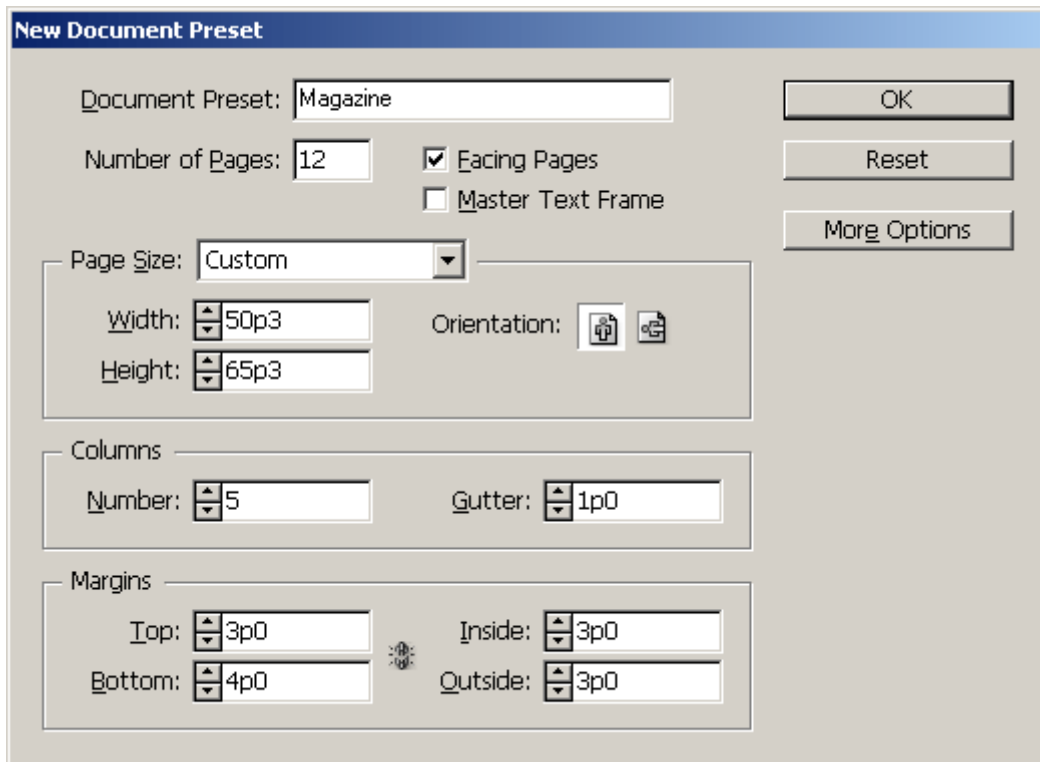 New Document Preset
Document Preset: Magazine
OK
Number of Pages: 12
Facing Pages
Reset
Master Text Frame
More Options
Page Size: Custom
Width: 50p3
Orientation:
Height: 65p3
Columns
Number: 5
Gutter: 1p0
Margins
Top: 3p0
Inside: 3p0
Bottom: 4p0
Outside: 3p0